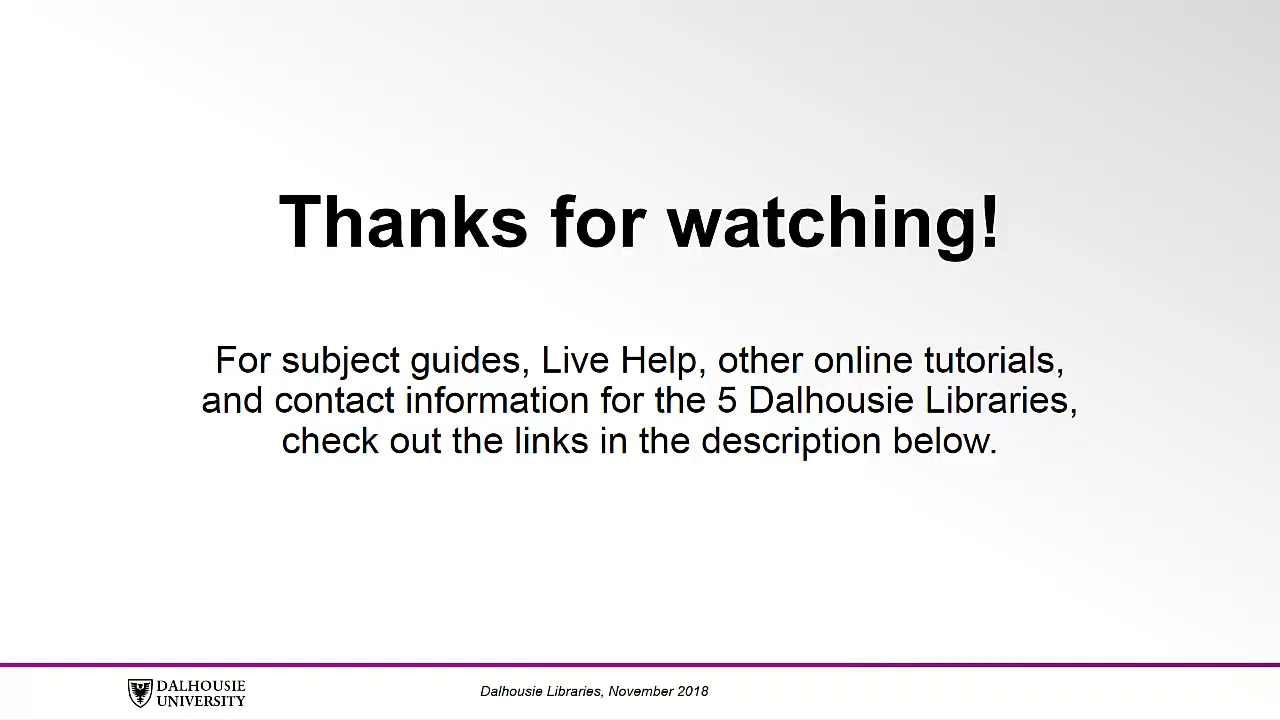 Thanks for watching!
For subject guides, Live Help, other online tutorials,
and contact information for the 5 Dalhousie Libraries,
check out the links in the description below.
DALHOUSIE
UNIVERSITY
Dalhousie Libraries, November 2018